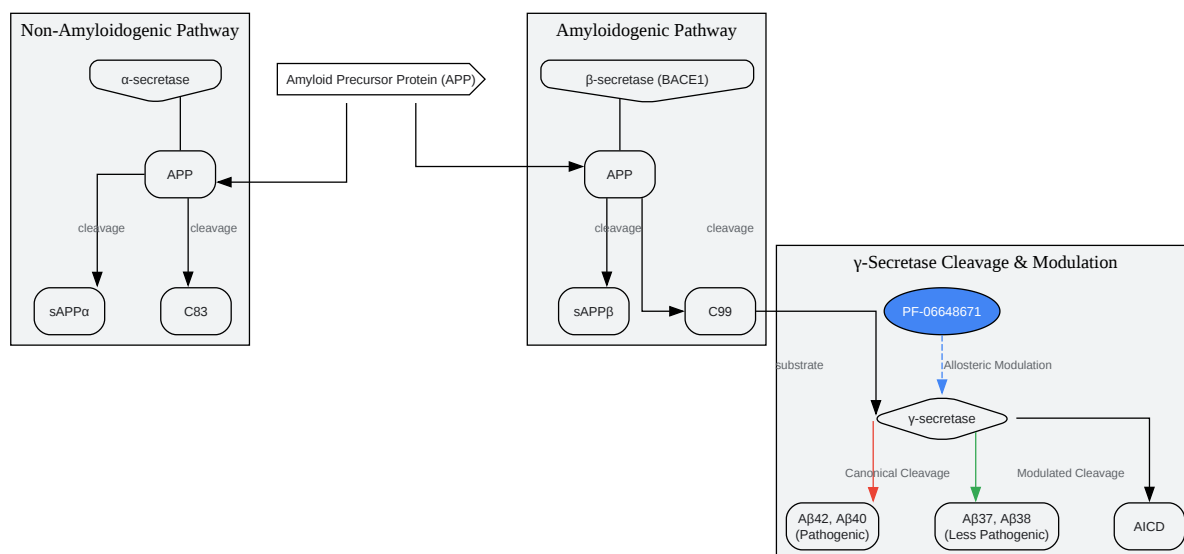 Non-Amyloidogenic Pathway
Amyloidogenic Pathway
α-secretase
Amyloid Precursor Protein (APP)
β-secretase (BACE1)
APP
APP
cleavage
cleavage
cleavage
cleavage
γ-Secretase Cleavage & Modulation
sAPPα
C83
sAPPβ
C99
PF-06648671
substrate
Allosteric Modulation
γ-secretase
Canonical Cleavage
Modulated Cleavage
Aβ42, Aβ40
(Pathogenic)
Aβ37, Aβ38
(Less Pathogenic)
AICD